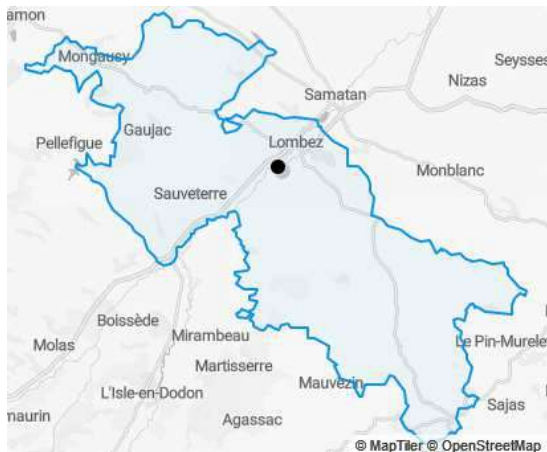 amon
Mongausy
Seysses
Samatan
Nizas
Gaujac
Lombez
Pellefigue
Monblanc
Sauveterre
Boissède
Mirambeau
Le Pin-Murele
Molas
Martisserre
Mauvezin
L'Isle-en-Dodon
Sajas
maurin
Agassac
© MapTiler © OpenStreetMap